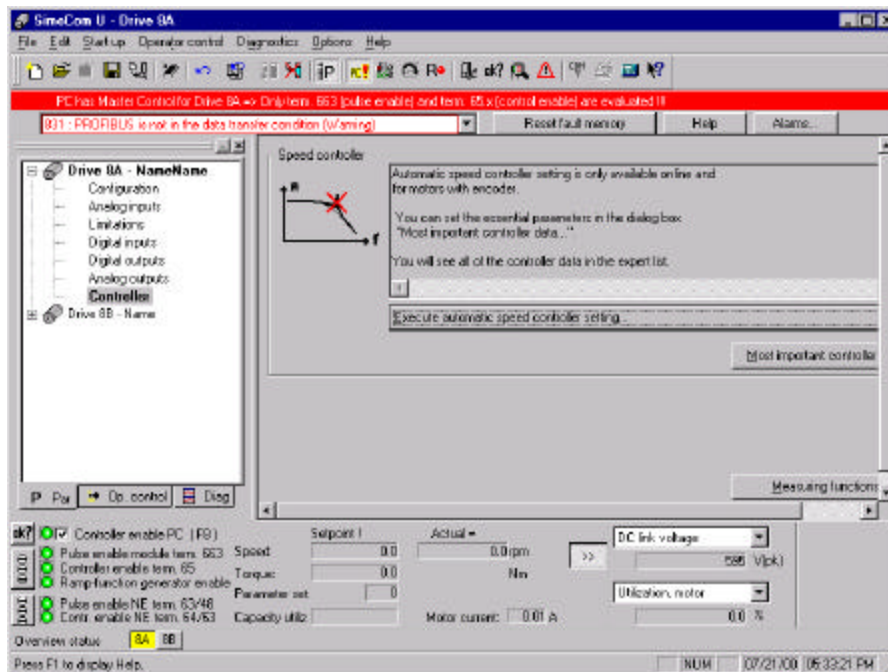 SimoCom U - Drive 8A
File Edit Start up Operator control Diagnostics Options Help
PC has Master Control for Drive 8A => Only term. 663 (pulse enable) and term. 65.x (control enable) are evaluated !!!
831 : PROFIBUS is not in the data transfer condition (Warning)
Reset fault memory Help Alarms...
Drive 8A - NameName
Configuration
Analog inputs
Limitations
Digital inputs
Digital outputs
Analog outputs
Controller
Drive 8B - Name
Par Op. control Diag
Speed controller
n
f
Automatic speed controller setting is only available online and
for motors with encoder.
You can set the essential parameters in the dialog box
"Most important controller data...".
You will see all of the controller data in the expert list.
Execute automatic speed controller setting...
Most important controller
Measuring functions
ok? Controller enable PC (F8)
Pulse enable module term. 663
Controller enable term. 65
Ramp-function generator enable
Pulse enable NE term. 63/48
Contr. enable NE term. 64/63
Setpoint Actual =
Speed: 0.0 0.0 rpm
Torque: 0.0 Nm
Parameter set: 0
Capacity utiliz Motor current: 0.01 A
>>
DC link voltage
586 V(pk)
Utilization, motor
0.0 %
Overview status 8A 8B
Press F1 to display Help. NUM 07/21/00 05:33:21 PM